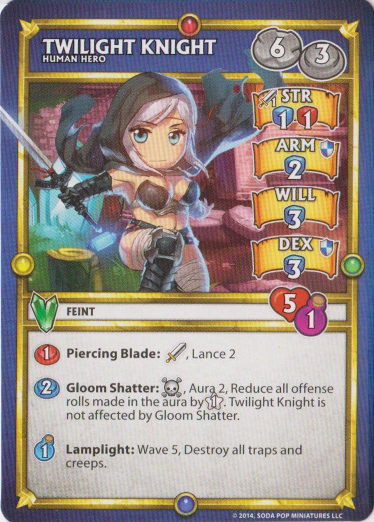 TWILIGHT KNIGHT
HUMAN HERO
6 3
STR
1 1
ARM
2
WILL
3
DEX
3
FEINT
5
1
1 Piercing Blade: , Lance 2
2 Gloom Shatter: , Aura 2, Reduce all offense
rolls made in the aura by 1. Twilight Knight is
not affected by Gloom Shatter.
1 Lamplight: Wave 5, Destroy all traps and
creeps.
© 2014, SODA POP MINIATURES LLC